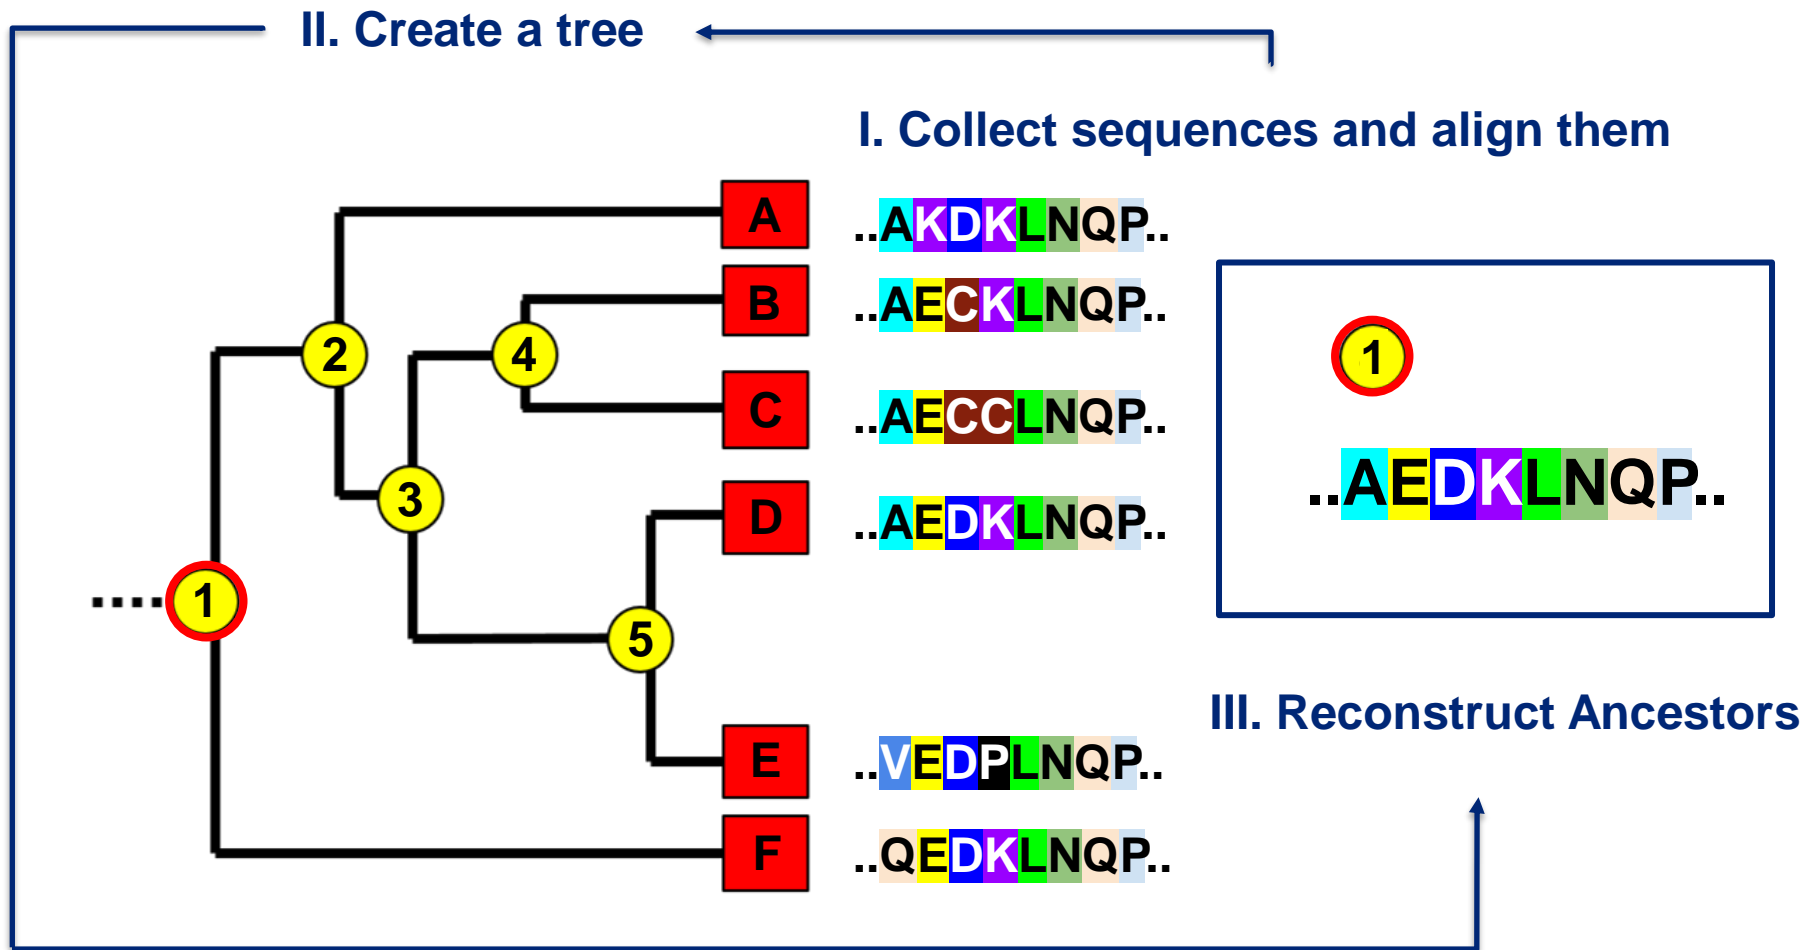 II. Create a tree
I. Collect sequences and align them
A ..AKDKLNQP..
B ..AECKLNQP..
2 4
1
C ..AECCLNQP..
..AEDKLNQP..
3
D ..AEDKLNQP..
1
5
III. Reconstruct Ancestors
E ..VEDPLNQP..
F ..QEDKLNQP..